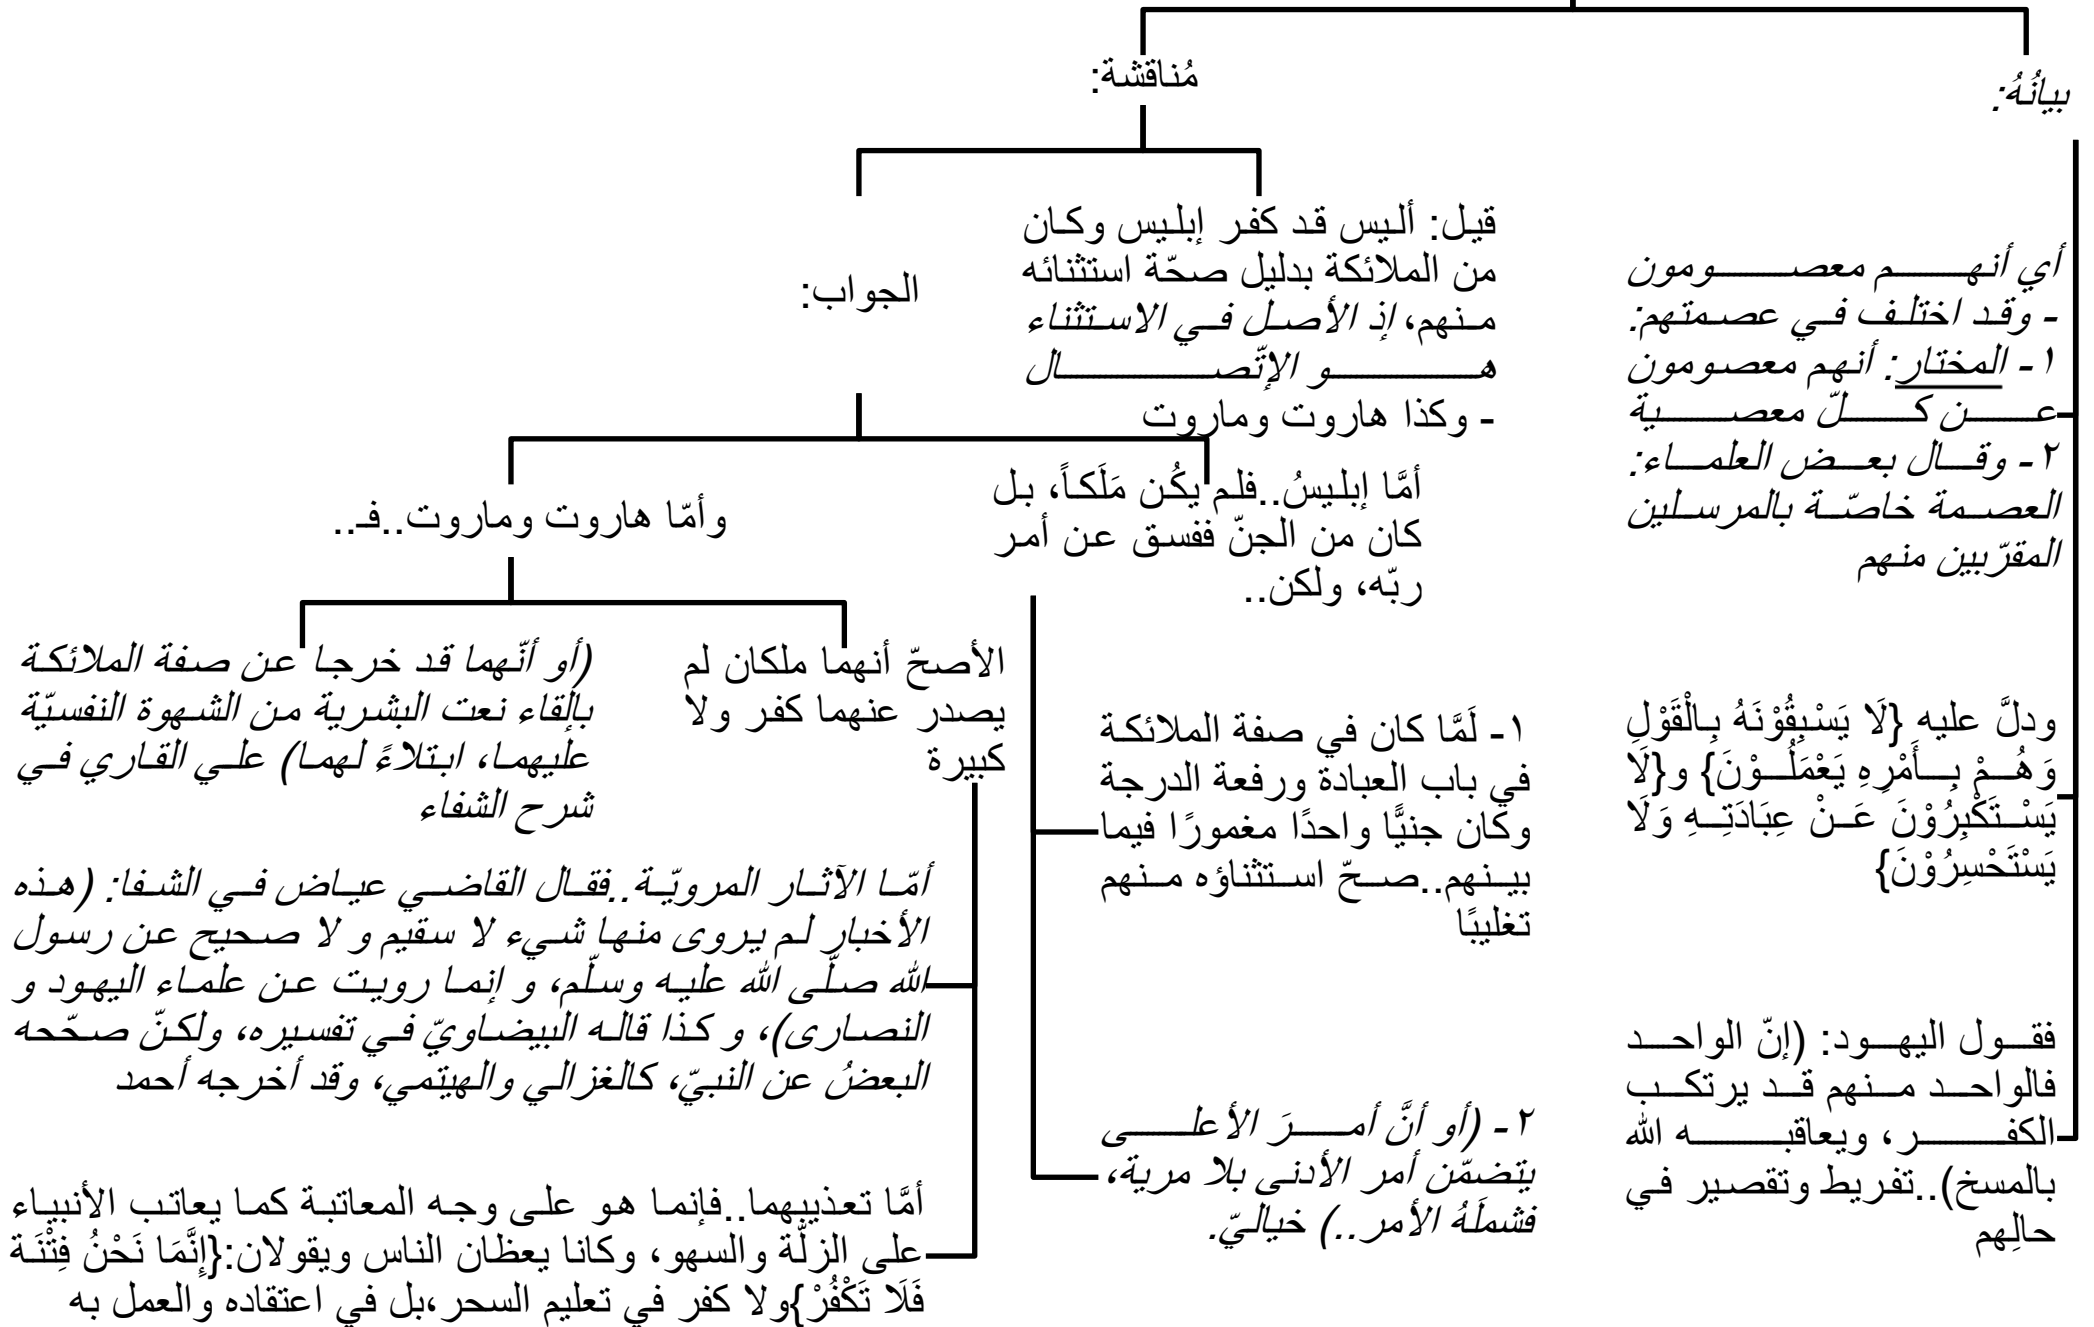 بيانُهُ:
أي أنهم معصومون
- وقد اختلف في عصمتهم:
١- المختار: أنهم معصومون
عن كلّ معصية
٢- وقال بعض العلماء:
العصمة خاصّة بالمرسلين
المقرّبين منهم
ودلَّ عليه {لَا يَسْبِقُوْنَهُ بِالْقَوْلِ
وَهُمْ بِأَمْرِهِ يَعْمَلُوْنَ} و{لَا
يَسْتَكْبِرُوْنَ عَنْ عِبَادَتِهِ وَلَا
يَسْتَحْسِرُوْنَ}
فقول اليهود: (إنّ الواحد
فالواحد منهم قد يرتكب
الكفر، ويعاقبه الله
بالمسخ)..تفريط وتقصير في
حالِهم
مُناقشة:
قيل: أليس قد كفر إبليس وكان
من الملائكة بدليل صحّة استثنائه
منهم، إذ الأصل في الاستثناء
هو الإتّصال
- وكذا هاروت وماروت
الجواب:
أمَّا إبليسُ..فلم يكُن مَلَكاً، بل
كان من الجنّ ففسق عن أمر
ربّه، ولكن..
١- لَمَّا كان في صفة الملائكة
في باب العبادة ورفعة الدرجة
وكان جنيًّا واحدًا مغمورًا فيما
بينهم..صحّ استثناؤه منهم
تغليبًا
٢- (أو أنَّ أمرَ الأعلى
يتضمّن أمر الأدنى بلا مرية،
فشملَهُ الأمر..) خياليّ.
وأمّا هاروت وماروت..فـ..
الأصحّ أنهما ملكان لم
يصدر عنهما كفر ولا
كبيرة
(أو أنّهما قد خرجا عن صفة الملائكة
بإلقاء نعت البشرية من الشهوة النفسيّة
عليهما، ابتلاءً لهما) علي القاري في
شرح الشفاء
أمّا الآثار المرويّة..فقال القاضي عياض في الشفا: (هذه
الأخبار لم يروى منها شيء لا سقيم و لا صحيح عن رسول
الله صلّى الله عليه وسلّم، و إنما رويت عن علماء اليهود و
النصارى)، و كذا قاله البيضاويّ في تفسيره، ولكنّ صحّحه
البعضُ عن النبيّ، كالغزالي والهيتمي، وقد أخرجه أحمد
أمَّا تعذيبهما..فإنما هو على وجه المعاتبة كما يعاتب الأنبياء
على الزلّة والسهو، وكانا يعظان الناس ويقولان:{إِنَّمَا نَحْنُ فِتْنَة
فَلَا تَكْفُرْ}ولا كفر في تعليم السحر،بل في اعتقاده والعمل به